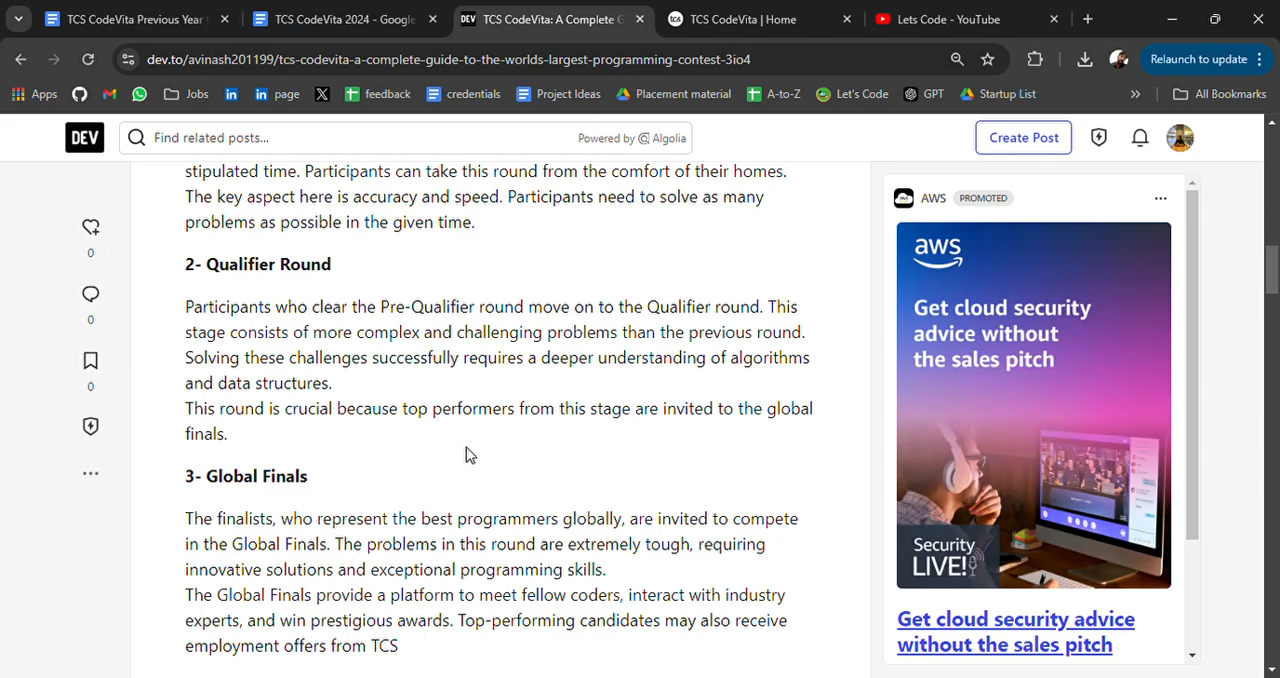 TCS CodeVita Previous Year
TCS CodeVita 2024 - Google
DEV TCS CodeVita: A Complete G
tcs TCS CodeVita | Home
Lets Code - YouTube
dev.to/avinash201199/tcs-codevita-a-complete-guide-to-the-worlds-largest-programming-contest-3io4
Relaunch to update
Apps
Jobs
page
feedback
credentials
Project Ideas
Placement material
A-to-Z
Let's Code
GPT
Startup List
All Bookmarks
DEV
Find related posts...
Powered by Algolia
Create Post
stipulated time. Participants can take this round from the comfort of their homes.
The key aspect here is accuracy and speed. Participants need to solve as many
problems as possible in the given time.
0
0
0
2- Qualifier Round
Participants who clear the Pre-Qualifier round move on to the Qualifier round. This
stage consists of more complex and challenging problems than the previous round.
Solving these challenges successfully requires a deeper understanding of algorithms
and data structures.
This round is crucial because top performers from this stage are invited to the global
finals.
3- Global Finals
The finalists, who represent the best programmers globally, are invited to compete
in the Global Finals. The problems in this round are extremely tough, requiring
innovative solutions and exceptional programming skills.
The Global Finals provide a platform to meet fellow coders, interact with industry
experts, and win prestigious awards. Top-performing candidates may also receive
employment offers from TCS
AWS PROMOTED
aws
Get cloud security
advice without
the sales pitch
Security
LIVE!
Get cloud security advice
without the sales pitch